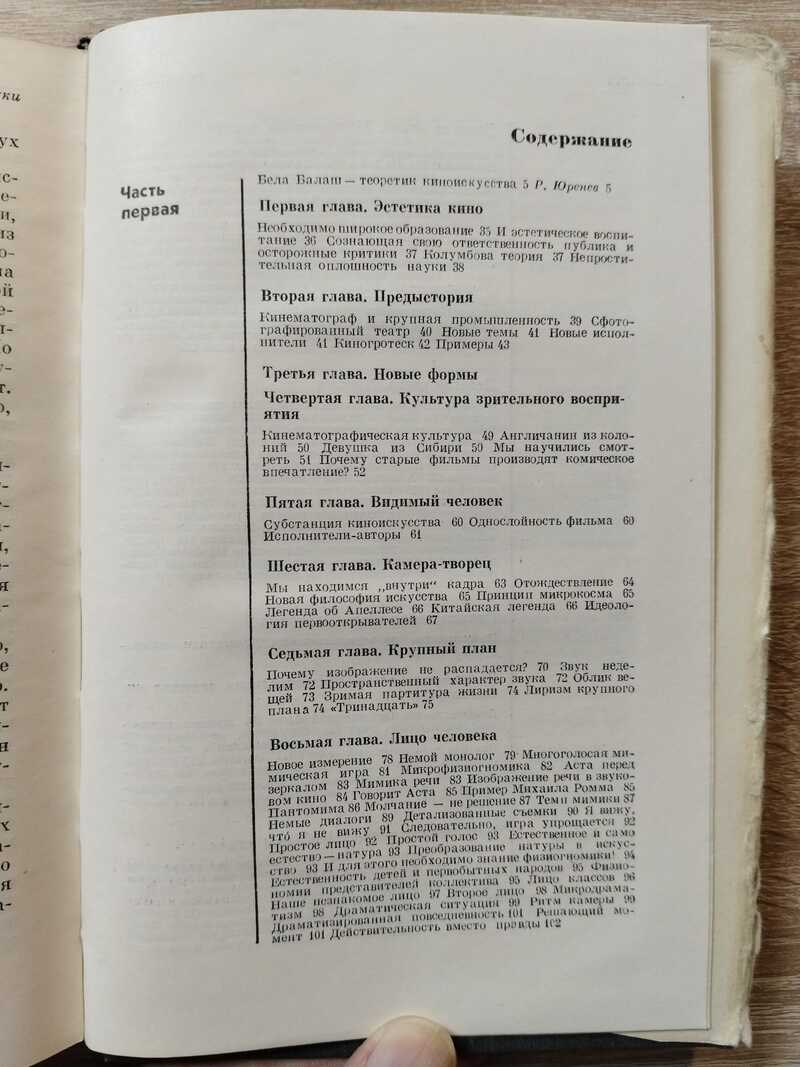 Содержание
Часть
первая
Бела Балаш — теоретик киноискусства 5 Р. Юренев 5
Первая глава. Эстетика кино
Необходимо широкое образование 35 И эстетическое воспи-
тание 36 Сознающая свою ответственность публика и
осторожные критики 37 Колумбова теория 37 Непрости-
тельная оплошность науки 38
Вторая глава. Предыстория
Кинематограф и крупная промышленность 39 Сфото-
графированный театр 40 Новые темы 41 Новые испол-
нители 41 Киногротеск 42 Примеры 43
Третья глава. Новые формы
Четвертая глава. Культура зрительного воспри-
ятия
Кинематографическая культура 49 Англичанин из коло-
ний 50 Девушка из Сибири 50 Мы научились смот-
реть 51 Почему старые фильмы производят комическое
впечатление? 52
Пятая глава. Видимый человек
Субстанция киноискусства 60 Однослойность фильма 60
Исполнители-авторы 61
Шестая глава. Камера-творец
Мы находимся „внутри“ кадра 63 Отождествление 64
Новая философия искусства 65 Принцип микрокосма 65
Легенда об Апеллесе 66 Китайская легенда 66 Идеоло-
гия первооткрывателей 67
Седьмая глава. Крупный план
Почему изображение не распадается? 70 Звук неде-
лим 72 Пространственный характер звука 72 Облик ве-
щей 73 Зримая партитура жизни 74 Лиризм крупного
плана 74 «Тринадцать» 75
Восьмая глава. Лицо человека
Новое измерение 78 Немой монолог 79 Многоголосая ми-
мическая игра 81 Микрофизиогномика 82 Аста перед
зеркалом 83 Мимика речи 83 Изображение речи в звуко-
вом кино 84 Говорит Аста 85 Пример Михаила Ромма 85
Пантомима 86 Молчание — не решение 87 Темп мимики 87
Немые диалоги 89 Детализованные съемки 90 Я вижу,
что́ я не вижу 91 Следовательно, игра упрощается 92
Простое лицо 92 Простой голос 93 Естественное и само
естество — натура 93 Преобразование натуры в искус-
ство 93 И для этого необходимо знание физиогномики! 94
Естественность детей и первобытных народов 95 Физио-
номии представителей коллектива 95 Лицо классов 96
Наше незнакомое лицо 97 Второе лицо 98 Микродрама-
тизм 98 Драматическая ситуация 99 Ритм камеры 99
Драматизированная повседневность 101 Решающий мо-
мент 101 Действительность вместо правды 102